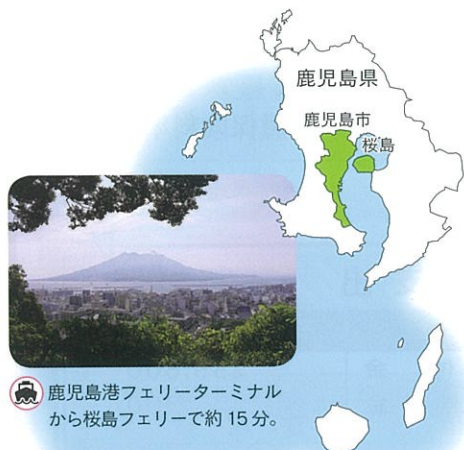 鹿児島県
鹿児島市
桜島
鹿児島港フェリーターミナル
から桜島フェリーで約15分。